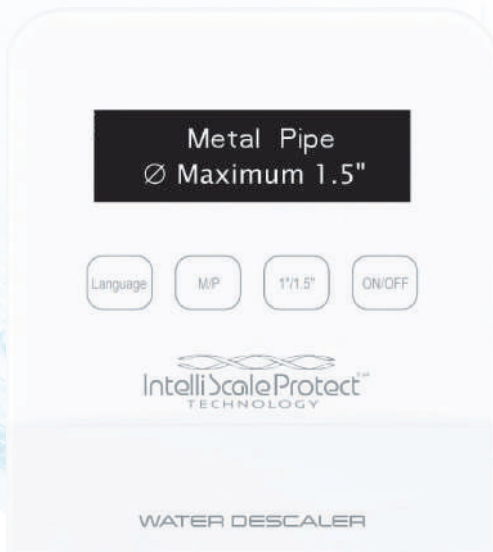 Metal Pipe
Ø Maximum 1.5"
Language M/P 1"/1.5" ON/OFF
IntelliScaleProtect
TECHNOLOGY
WATER DESCALER